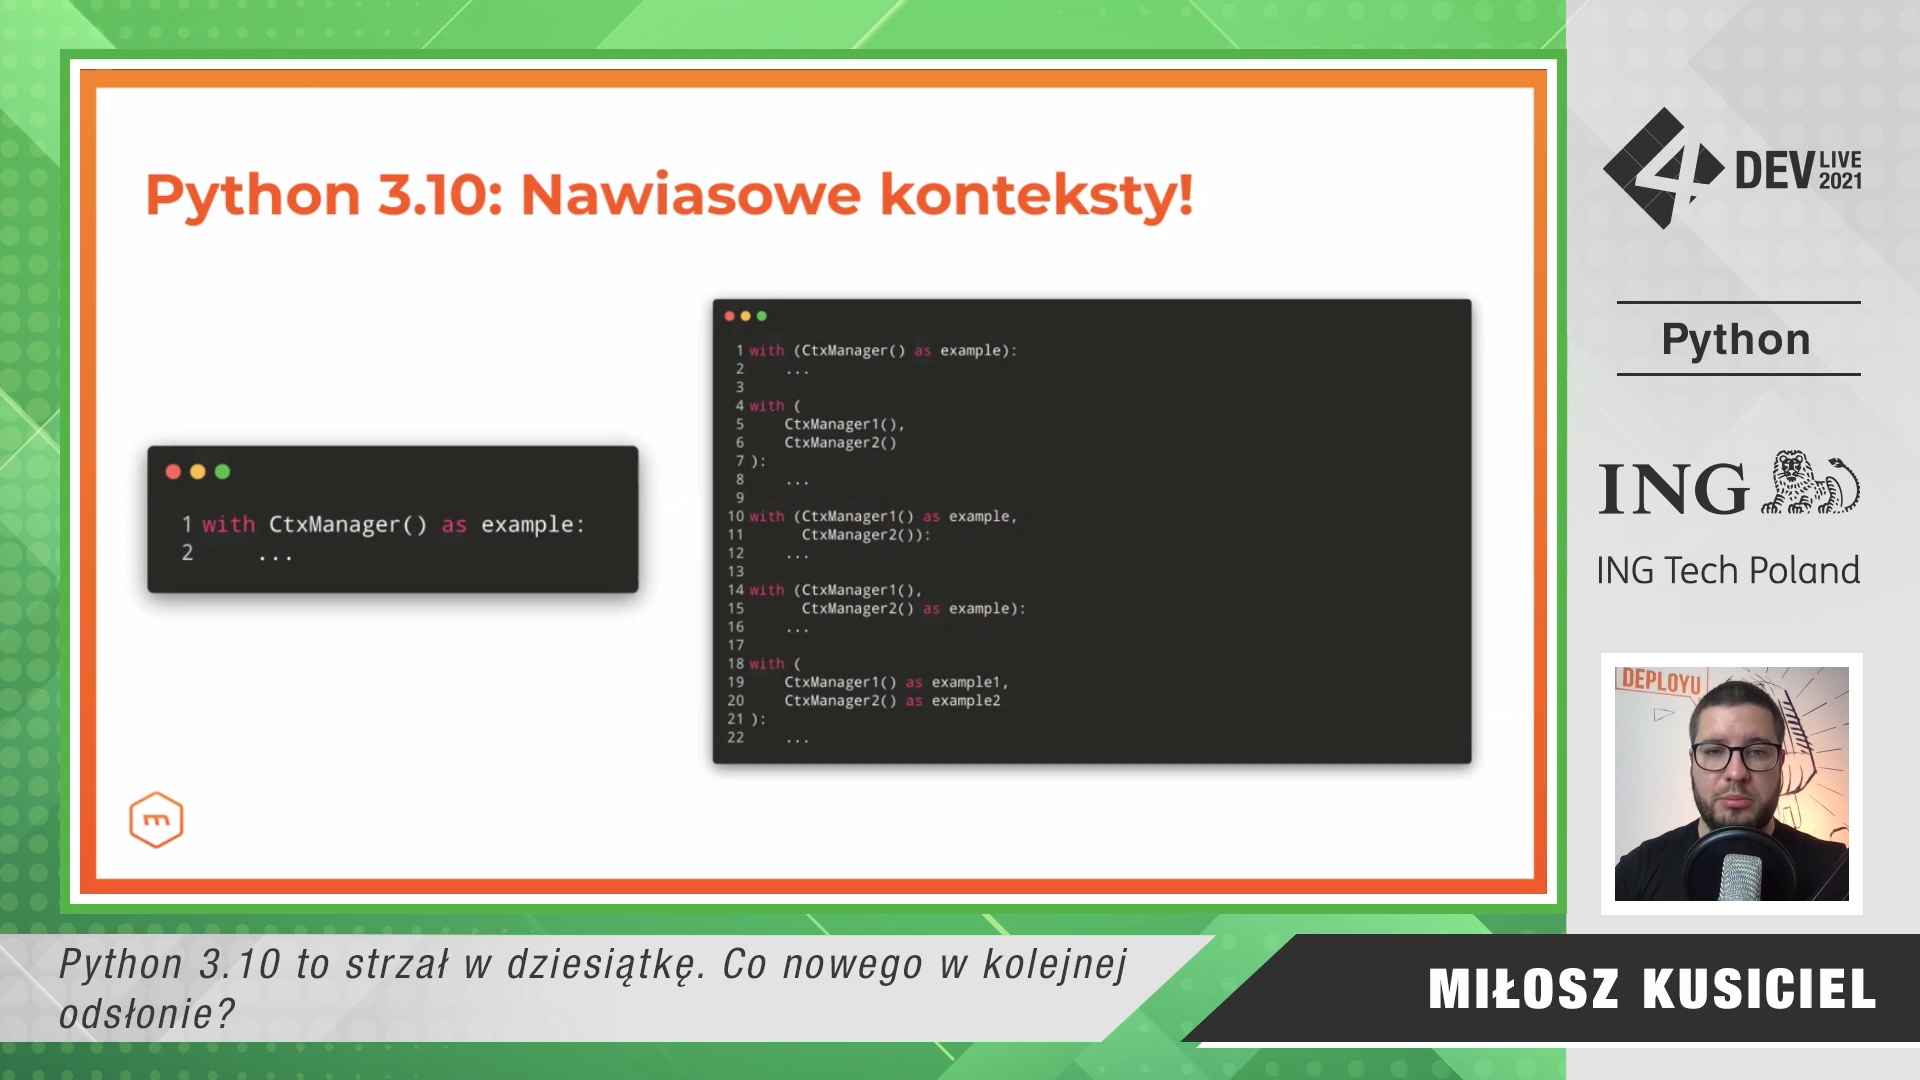 Python 3.10: Nawiasowe konteksty!
1 with CtxManager() as example:
2     ...
1 with (CtxManager() as example):
2     ...
3
4 with (
5     CtxManager1(),
6     CtxManager2()
7 ):
8     ...
9
10 with (CtxManager1() as example,
11       CtxManager2()):
12     ...
13
14 with (CtxManager1(),
15       CtxManager2() as example):
16     ...
17
18 with (
19     CtxManager1() as example1,
20     CtxManager2() as example2
21 ):
22     ...
m
4DEV LIVE
2021
Python
ING
ING Tech Poland
DEPLOYU
Python 3.10 to strzał w dziesiątkę. Co nowego w kolejnej
odsłonie?
MIŁOSZ KUSICIEL